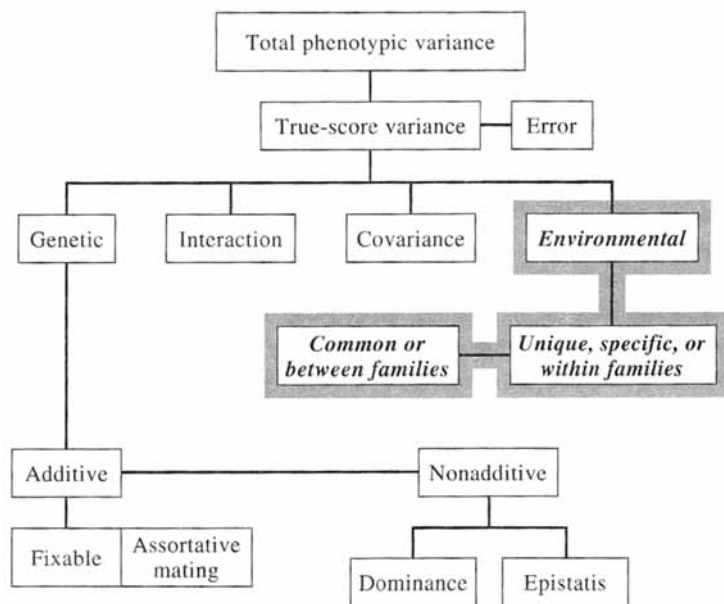 Total phenotypic variance
True-score variance
Error
Genetic
Interaction
Covariance
Environmental
Common or
between families
Unique, specific, or
within families
Additive
Nonadditive
Fixable
Assortative
mating
Dominance
Epistatis